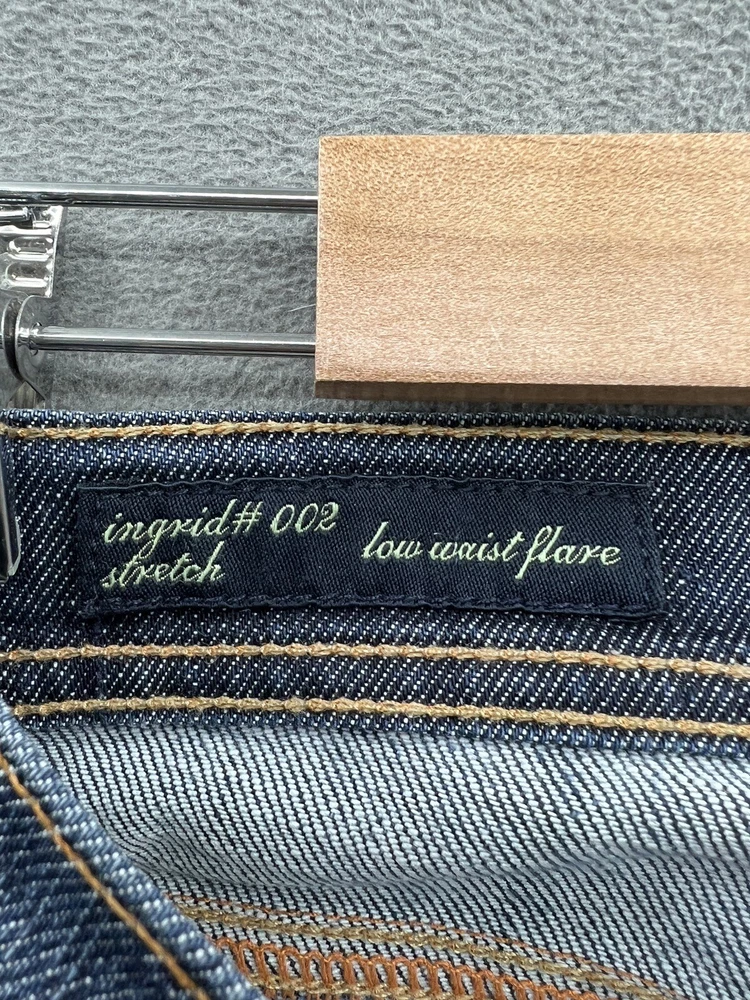 ingrid# 002
stretch
low waist flare